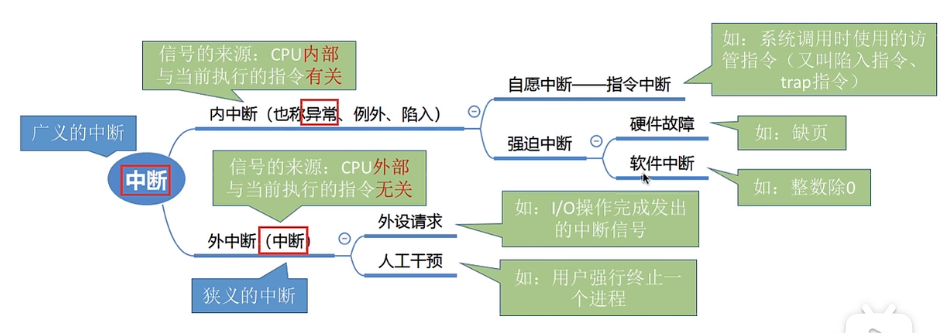 信号的来源：CPU内部
与当前执行的指令有关
如：系统调用时使用的访
管指令（又叫陷入指令、
trap指令）
自愿中断——指令中断
内中断（也称异常、例外、陷入）
广义的中断
硬件故障
如：缺页
强迫中断
软件中断
如：整数除0
中断
信号的来源：CPU外部
与当前执行的指令无关
外设请求
如：I/O操作完成发出
的中断信号
外中断（中断）
人工干预
如：用户强行终止一
个进程
狭义的中断